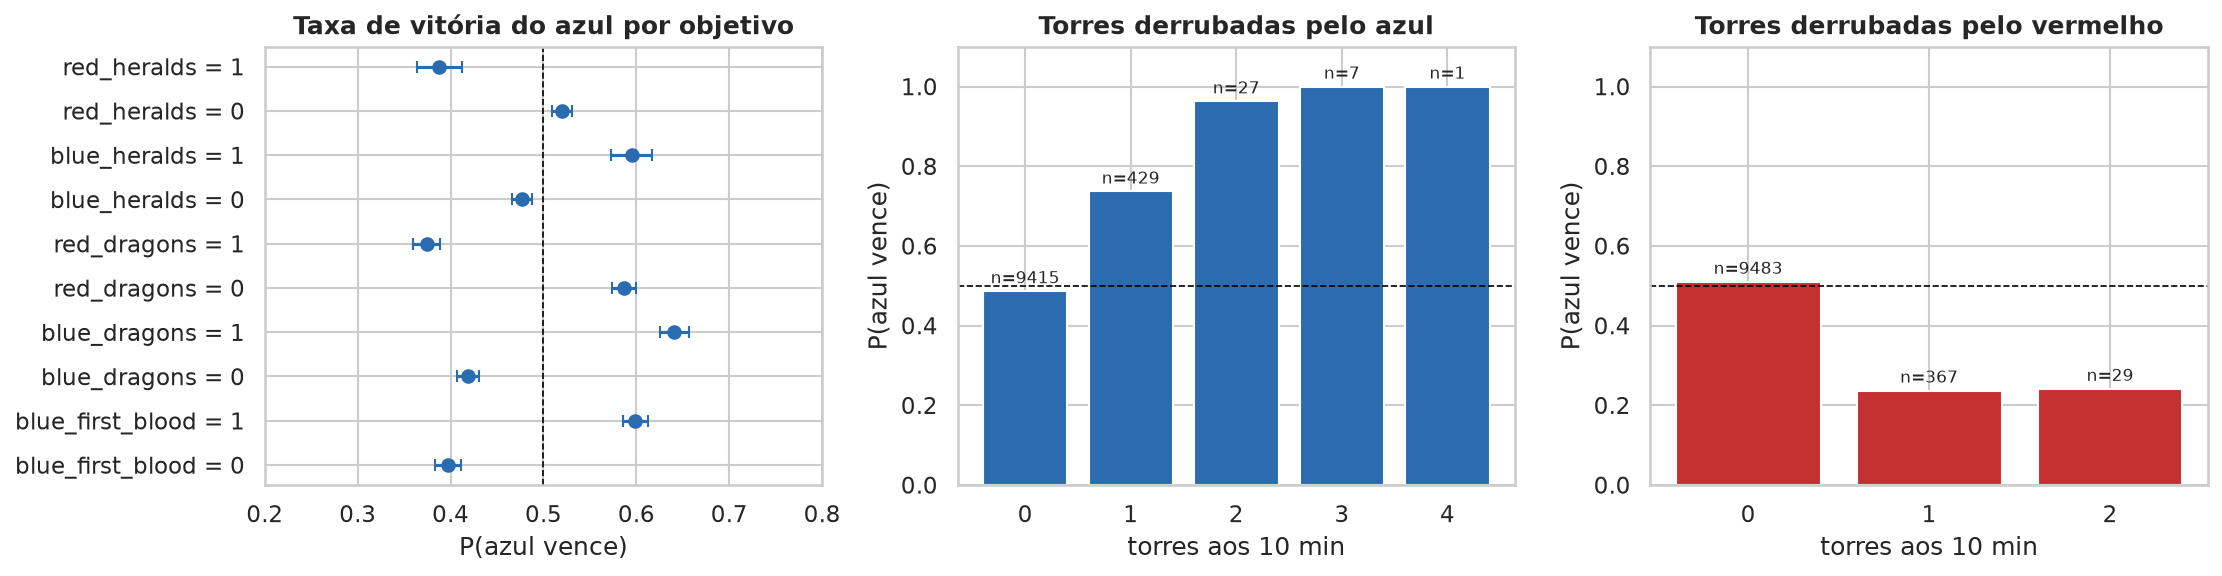 Taxa de vitória do azul por objetivo
red_heralds = 1
red_heralds = 0
blue_heralds = 1
blue_heralds = 0
red_dragons = 1
red_dragons = 0
blue_dragons = 1
blue_dragons = 0
blue_first_blood = 1
blue_first_blood = 0
0.2 0.3 0.4 0.5 0.6 0.7 0.8
P(azul vence)
Torres derrubadas pelo azul
P(azul vence)
1.0
0.8
0.6
0.4
0.2
0.0
n=9415
n=429
n=27
n=7
n=1
0 1 2 3 4
torres aos 10 min
Torres derrubadas pelo vermelho
P(azul vence)
1.0
0.8
0.6
0.4
0.2
0.0
n=9483
n=367
n=29
0 1 2
torres aos 10 min